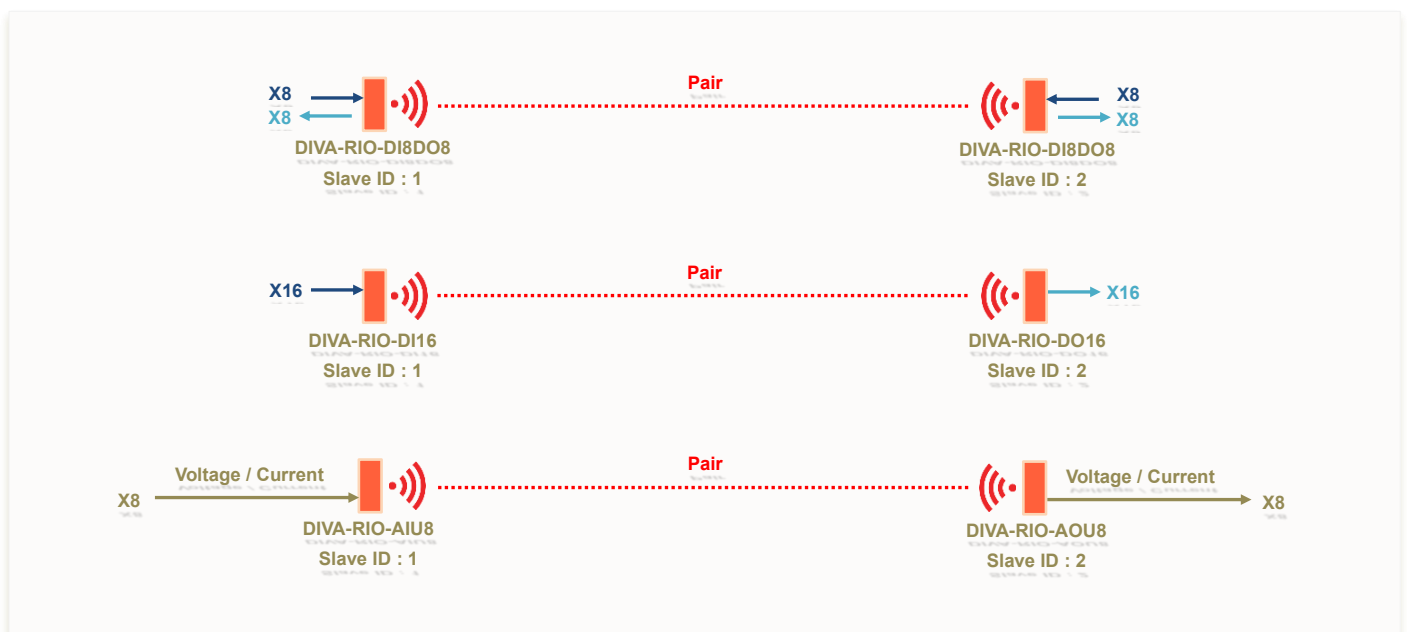 Pair
X8
X8
X8
X8
DIVA-RIO-DI8DO8
DIVA-RIO-DI8DO8
Slave ID : 1
Slave ID : 2
Pair
X16
X16
DIVA-RIO-DI16
DIVA-RIO-DO16
Slave ID : 1
Slave ID : 2
Pair
Voltage / Current
Voltage / Current
X8
X8
DIVA-RIO-AIU8
DIVA-RIO-AOU8
Slave ID : 1
Slave ID : 2